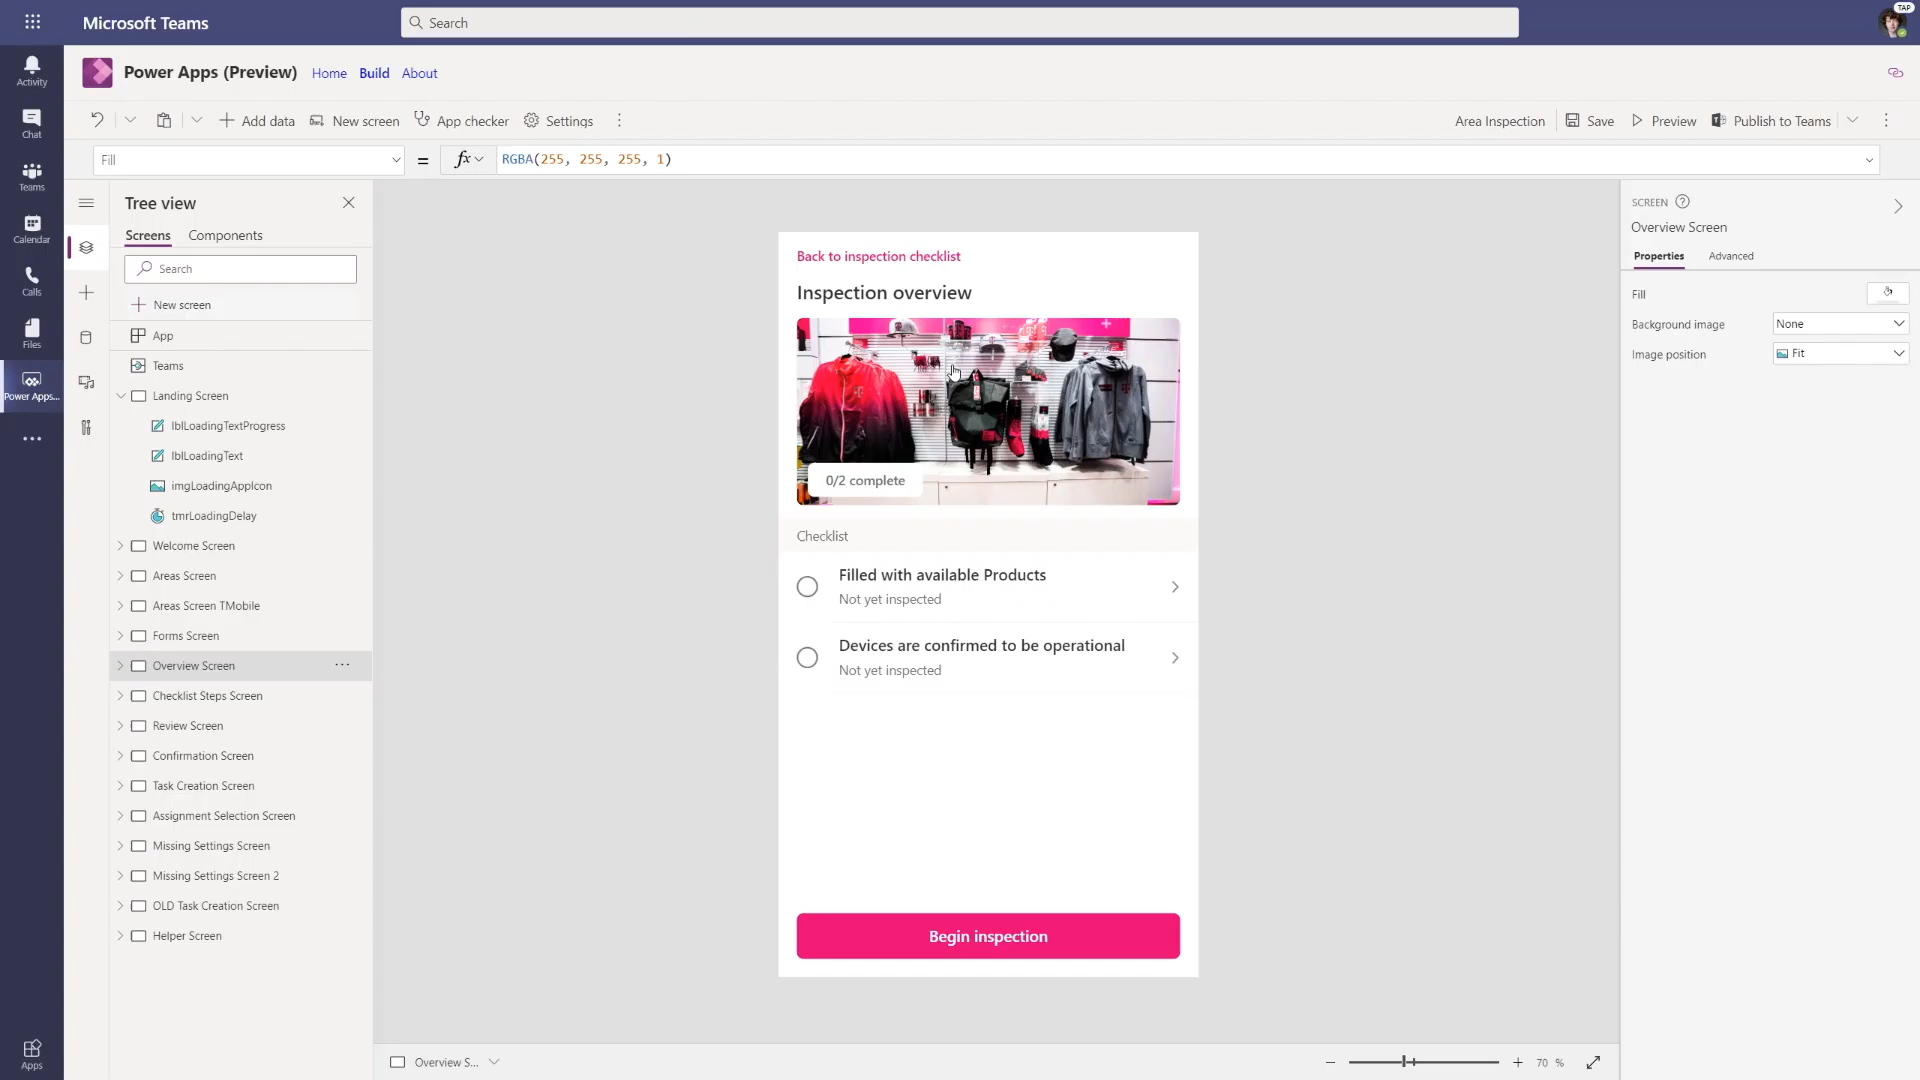 Microsoft Teams
Search
TAP
Activity
Chat
Teams
Calendar
Calls
Files
Power Apps...
Apps
Power Apps (Preview) Home Build About
Add data New screen App checker Settings
Area Inspection Save Preview Publish to Teams
Fill = fx RGBA(255, 255, 255, 1)
Tree view
Screens Components
Search
New screen
App
Teams
Landing Screen
lblLoadingTextProgress
lblLoadingText
imgLoadingAppIcon
tmrLoadingDelay
Welcome Screen
Areas Screen
Areas Screen TMobile
Forms Screen
Overview Screen ...
Checklist Steps Screen
Review Screen
Confirmation Screen
Task Creation Screen
Assignment Selection Screen
Missing Settings Screen
Missing Settings Screen 2
OLD Task Creation Screen
Helper Screen
Back to inspection checklist
Inspection overview
0/2 complete
Checklist
Filled with available Products
Not yet inspected
Devices are confirmed to be operational
Not yet inspected
Begin inspection
Overview S...
70 %
SCREEN
Overview Screen
Properties Advanced
Fill
Background image None
Image position Fit